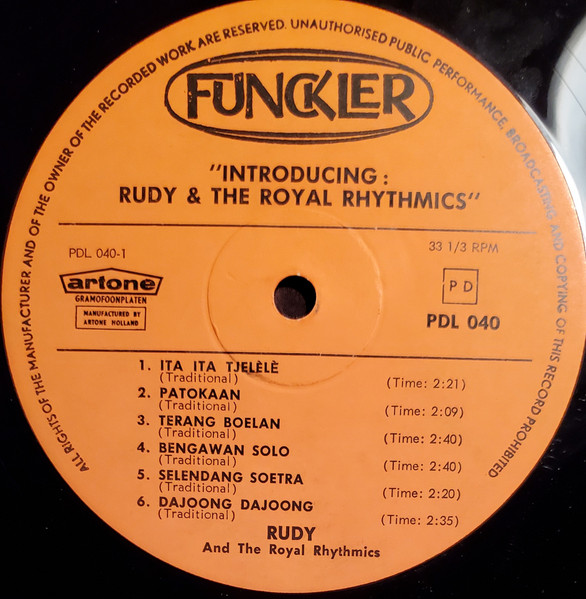 ALL RIGHTS OF THE MANUFACTURER AND OF THE OWNER OF THE RECORDED WORK ARE RESERVED. UNAUTHORISED PUBLIC PERFORMANCE, BROADCASTING AND COPYING OF THIS RECORD PROHIBITED
FUNCKLER
"INTRODUCING:
RUDY & THE ROYAL RHYTHMICS"
PDL 040-1
33 1/3 RPM
artone
GRAMOFOONPLATEN
MANUFACTURED BY
ARTONE HOLLAND
P D
PDL 040
1. ITA ITA TJELÈLÈ
(Traditional) (Time: 2:21)
2. PATOKAAN
(Traditional) (Time: 2:09)
3. TERANG BOELAN
(Traditional) (Time: 2:40)
4. BENGAWAN SOLO
(Traditional) (Time: 2:40)
5. SELENDANG SOETRA
(Traditional) (Time: 2:20)
6. DAJOONG DAJOONG
(Traditional) (Time: 2:35)
RUDY
And The Royal Rhythmics